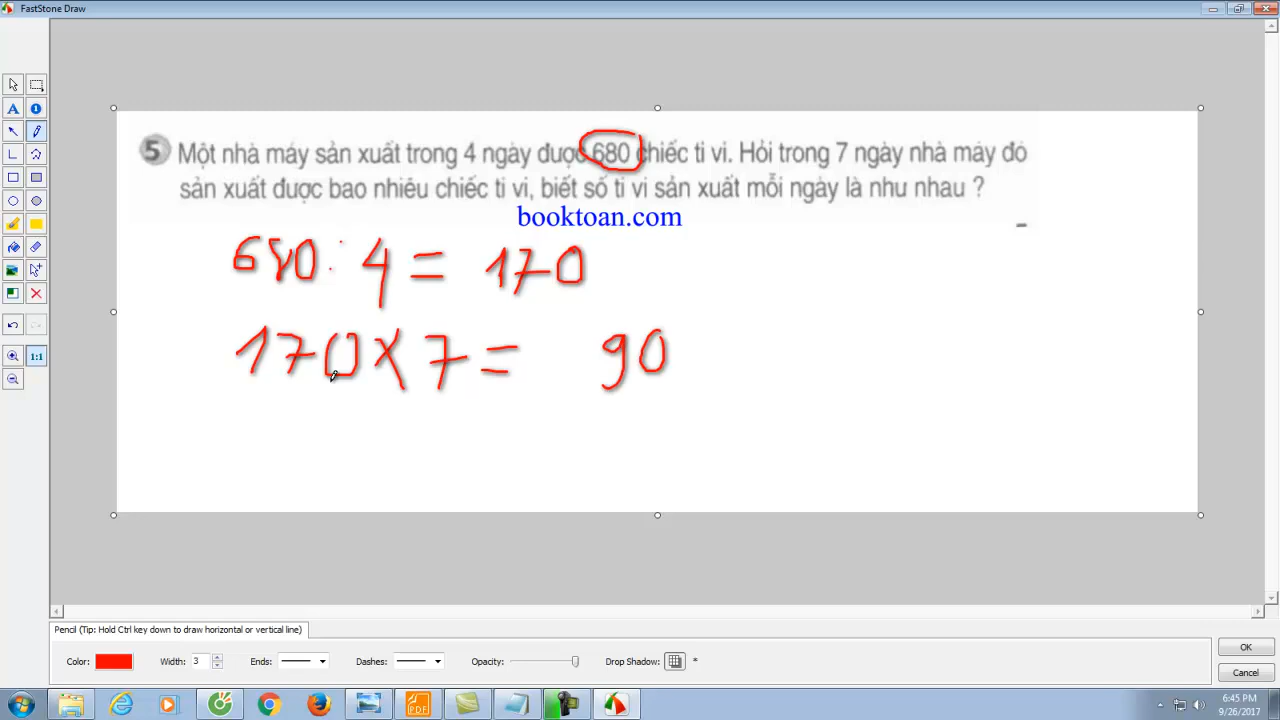 FastStone Draw
5 Một nhà máy sản xuất trong 4 ngày được 680 chiếc ti vi. Hỏi trong 7 ngày nhà máy đó
sản xuất được bao nhiêu chiếc ti vi, biết số ti vi sản xuất mỗi ngày là như nhau ?
booktoan.com
680 : 4 = 170
170 x 7 = 90
A
1
1:1
Pencil (Tip: Hold Ctrl key down to draw horizontal or vertical line)
Color: Width: 3 Ends: Dashes: Opacity: Drop Shadow: *
OK
Cancel
PDF
6:45 PM
9/26/2017